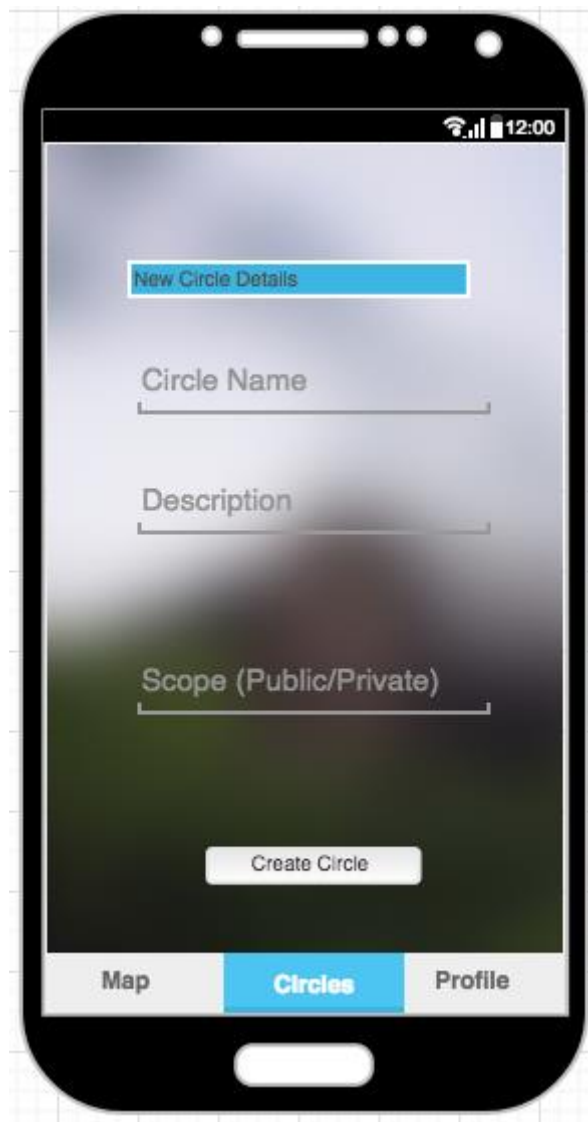 12:00
New Circle Details
Circle Name
Description
Scope (Public/Private)
Create Circle
Map Circles Profile